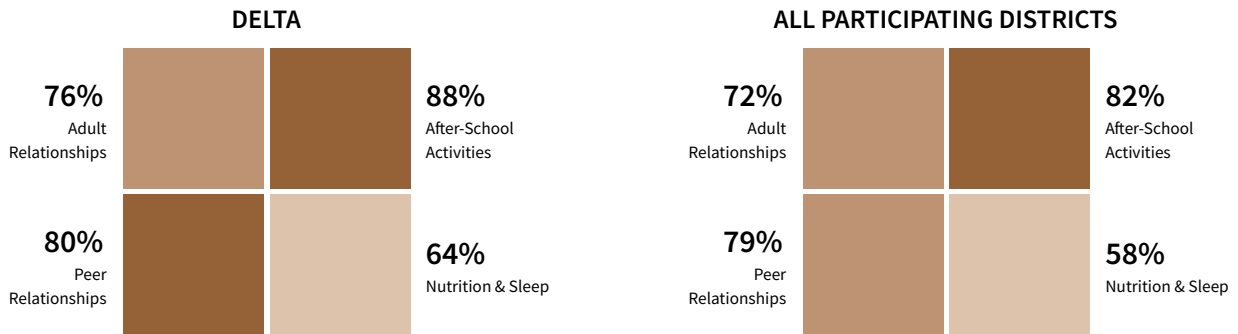 DELTA
76%
Adult
Relationships
88%
After-School
Activities
80%
Peer
Relationships
64%
Nutrition & Sleep
ALL PARTICIPATING DISTRICTS
72%
Adult
Relationships
82%
After-School
Activities
79%
Peer
Relationships
58%
Nutrition & Sleep